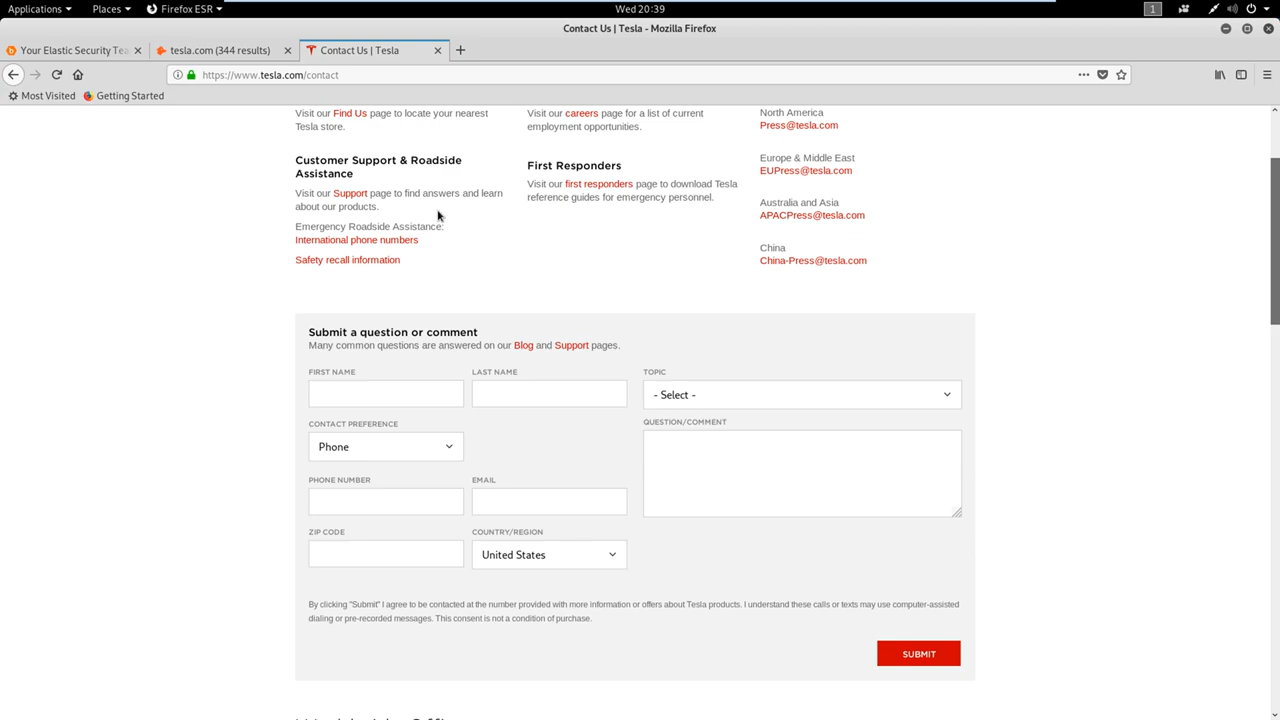 Applications ▾ Places ▾ Firefox ESR ▾ Wed 20:39 1
Contact Us | Tesla - Mozilla Firefox
Your Elastic Security Tea
tesla.com (344 results)
Contact Us | Tesla
https://www.tesla.com/contact
Most Visited Getting Started
Visit our Find Us page to locate your nearest
Tesla store.
Customer Support & Roadside
Assistance
Visit our Support page to find answers and learn
about our products.
Emergency Roadside Assistance:
International phone numbers
Safety recall information
Visit our careers page for a list of current
employment opportunities.
First Responders
Visit our first responders page to download Tesla
reference guides for emergency personnel.
North America
Press@tesla.com
Europe & Middle East
EUPress@tesla.com
Australia and Asia
APACPress@tesla.com
China
China-Press@tesla.com
Submit a question or comment
Many common questions are answered on our Blog and Support pages.
FIRST NAME LAST NAME
CONTACT PREFERENCE
Phone
PHONE NUMBER EMAIL
ZIP CODE COUNTRY/REGION
United States
TOPIC
- Select -
QUESTION/COMMENT
By clicking "Submit" I agree to be contacted at the number provided with more information or offers about Tesla products. I understand these calls or texts may use computer-assisted
dialing or pre-recorded messages. This consent is not a condition of purchase.
SUBMIT